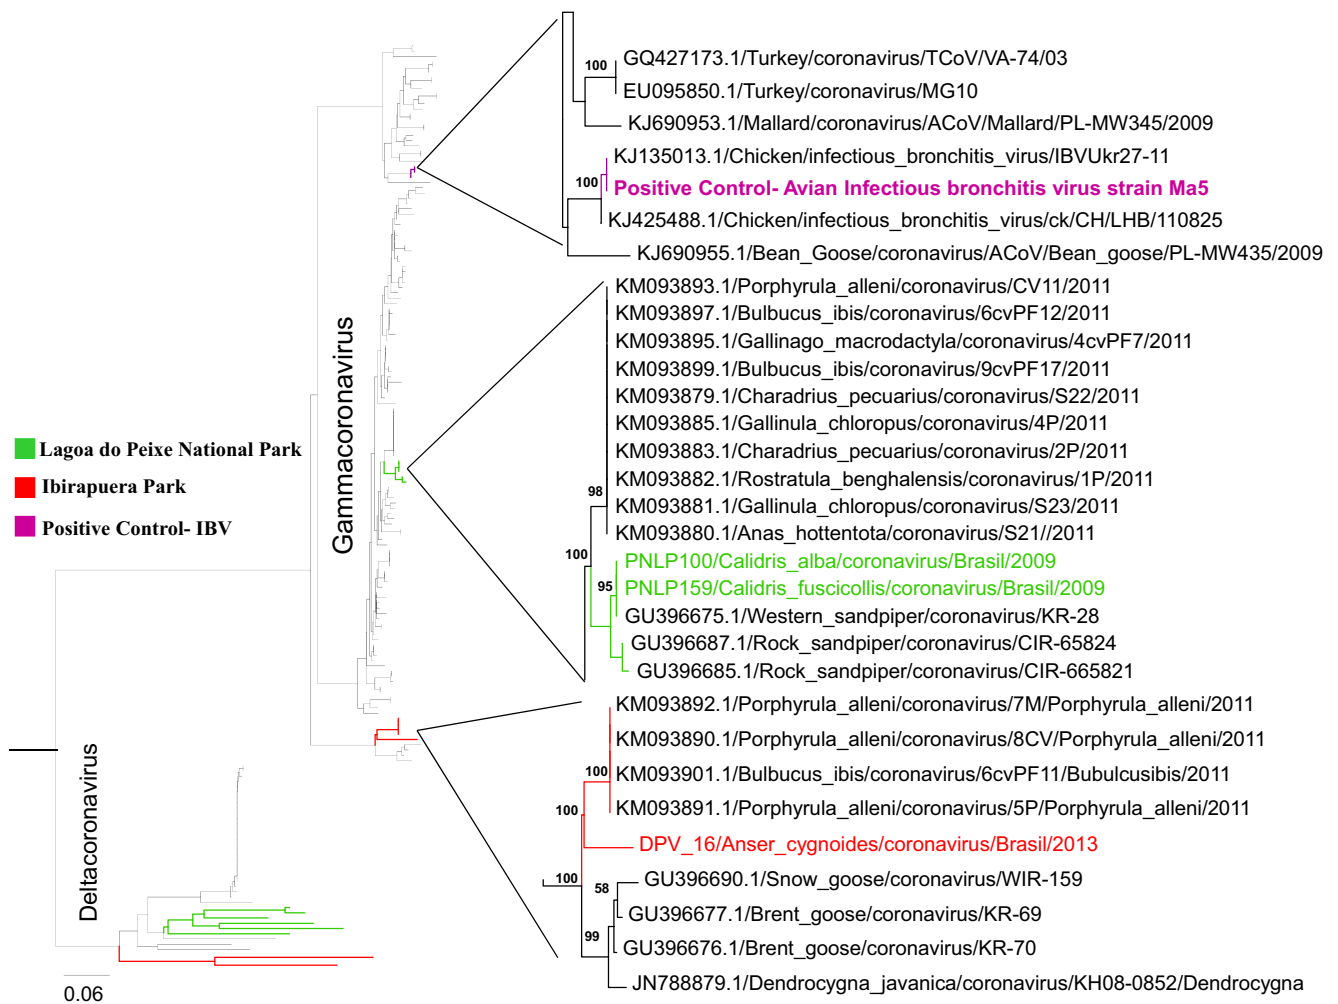 100
GQ427173.1/Turkey/coronavirus/TCoV/VA-74/03
EU095850.1/Turkey/coronavirus/MG10
KJ690953.1/Mallard/coronavirus/ACoV/Mallard/PL-MW345/2009
KJ135013.1/Chicken/infectious_bronchitis_virus/IBVUkr27-11
100
Positive Control- Avian Infectious bronchitis virus strain Ma5
KJ425488.1/Chicken/infectious_bronchitis_virus/ck/CH/LHB/110825
KJ690955.1/Bean_Goose/coronavirus/ACoV/Bean_goose/PL-MW435/2009
KM093893.1/Porphyrula_alleni/coronavirus/CV11/2011
KM093897.1/Bulbucus_ibis/coronavirus/6cvPF12/2011
KM093895.1/Gallinago_macrodactyla/coronavirus/4cvPF7/2011
KM093899.1/Bulbucus_ibis/coronavirus/9cvPF17/2011
KM093879.1/Charadrius_pecuarius/coronavirus/S22/2011
KM093885.1/Gallinula_chloropus/coronavirus/4P/2011
KM093883.1/Charadrius_pecuarius/coronavirus/2P/2011
KM093882.1/Rostratula_benghalensis/coronavirus/1P/2011
98
KM093881.1/Gallinula_chloropus/coronavirus/S23/2011
KM093880.1/Anas_hottentota/coronavirus/S21//2011
100
PNLP100/Calidris_alba/coronavirus/Brasil/2009
95
PNLP159/Calidris_fuscicollis/coronavirus/Brasil/2009
GU396675.1/Western_sandpiper/coronavirus/KR-28
GU396687.1/Rock_sandpiper/coronavirus/CIR-65824
GU396685.1/Rock_sandpiper/coronavirus/CIR-665821
KM093892.1/Porphyrula_alleni/coronavirus/7M/Porphyrula_alleni/2011
KM093890.1/Porphyrula_alleni/coronavirus/8CV/Porphyrula_alleni/2011
100
KM093901.1/Bulbucus_ibis/coronavirus/6cvPF11/Bubulcusibis/2011
100
KM093891.1/Porphyrula_alleni/coronavirus/5P/Porphyrula_alleni/2011
DPV_16/Anser_cygnoides/coronavirus/Brasil/2013
100
58
GU396690.1/Snow_goose/coronavirus/WIR-159
GU396677.1/Brent_goose/coronavirus/KR-69
99
GU396676.1/Brent_goose/coronavirus/KR-70
JN788879.1/Dendrocygna_javanica/coronavirus/KH08-0852/Dendrocygna
Gammacoronavirus
Lagoa do Peixe National Park
Ibirapuera Park
Positive Control- IBV
Deltacoronavirus
0.06